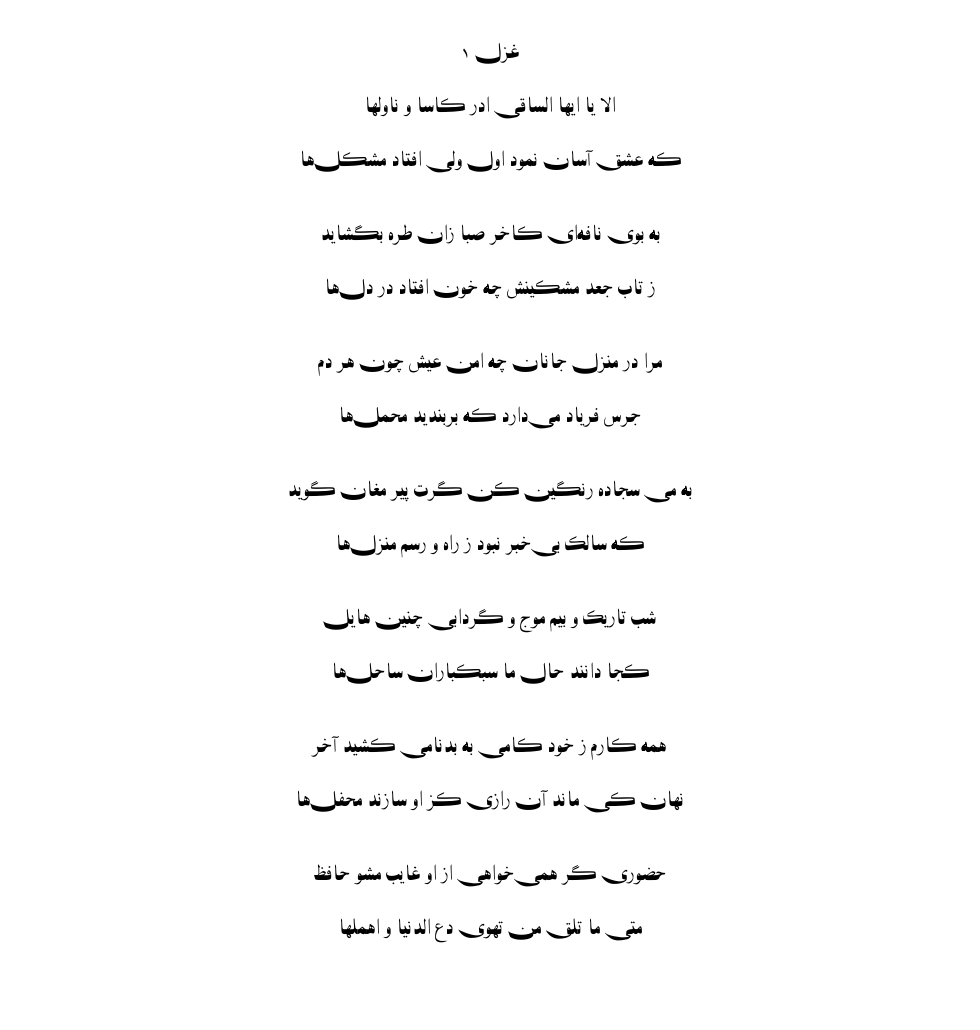 غزل ۱
الا یا ایها الساقی ادر کاسا و ناولها
که عشق آسان نمود اول ولی افتاد مشکل‌ها
به بوی نافه‌ای کاخر صبا زان طره بگشاید
ز تاب جعد مشکینش چه خون افتاد در دل‌ها
مرا در منزل جانان چه امن عیش چون هر دم
جرس فریاد می‌دارد که بربندید محمل‌ها
به می سجاده رنگین کن گرت پیر مغان گوید
که سالک بی‌خبر نبود ز راه و رسم منزل‌ها
شب تاریک و بیم موج و گردابی چنین هایل
کجا دانند حال ما سبکباران ساحل‌ها
همه کارم ز خود کامی به بدنامی کشید آخر
نهان کی ماند آن رازی کز او سازند محفل‌ها
حضوری گر همی‌خواهی از او غایب مشو حافظ
متی ما تلق من تهوی دع الدنیا و اهملها